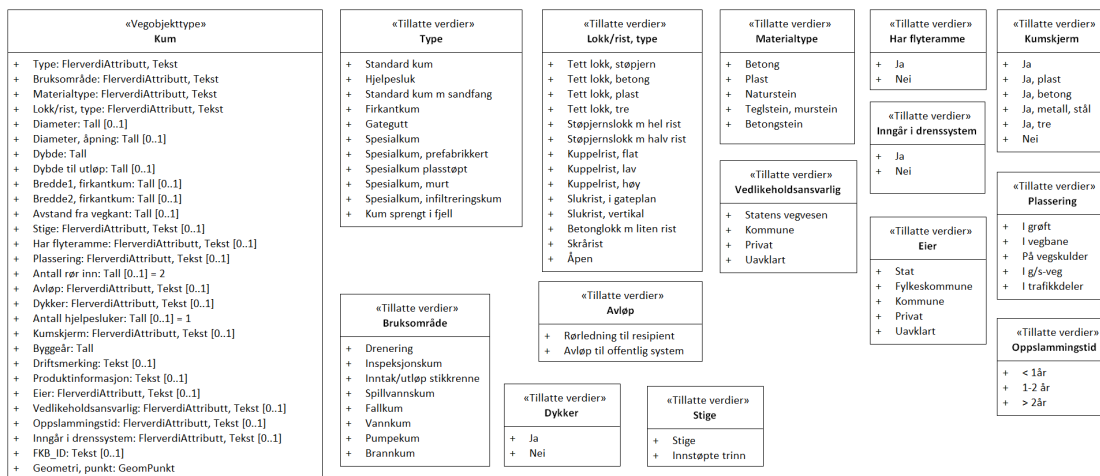 «Vegobjekttype»
Kum
+ Type: FlerverdiAttributt, Tekst
+ Bruksområde: FlerverdiAttributt, Tekst
+ Materialtype: FlerverdiAttributt, Tekst
+ Lokk/rist, type: FlerverdiAttributt, Tekst
+ Diameter: Tall [0..1]
+ Diameter, åpning: Tall [0..1]
+ Dybde: Tall
+ Dybde til utløp: Tall [0..1]
+ Bredde1, firkantkum: Tall [0..1]
+ Bredde2, firkantkum: Tall [0..1]
+ Avstand fra vegkant: Tall [0..1]
+ Stige: FlerverdiAttributt, Tekst [0..1]
+ Har flyteramme: FlerverdiAttributt, Tekst [0..1]
+ Plassering: FlerverdiAttributt, Tekst [0..1]
+ Antall rør inn: Tall [0..1] = 2
+ Avløp: FlerverdiAttributt, Tekst [0..1]
+ Dykker: FlerverdiAttributt, Tekst [0..1]
+ Antall hjelpesluker: Tall [0..1] = 1
+ Kumskjerm: FlerverdiAttributt, Tekst [0..1]
+ Byggeår: Tall
+ Driftsmerking: Tekst [0..1]
+ Produktinformasjon: Tekst [0..1]
+ Eier: FlerverdiAttributt, Tekst [0..1]
+ Vedlikeholdsansvarlig: FlerverdiAttributt, Tekst [0..1]
+ Oppslammingstid: FlerverdiAttributt, Tekst [0..1]
+ Inngår i drenssystem: FlerverdiAttributt, Tekst [0..1]
+ FKB_ID: Tekst [0..1]
+ Geometri, punkt: GeomPunkt
«Tillatte verdier»
Type
+ Standard kum
+ Hjelpesluk
+ Standard kum m sandfang
+ Firkantkum
+ Gategutt
+ Spesialkum
+ Spesialkum, prefabrikkert
+ Spesialkum plasstøpt
+ Spesialkum, murt
+ Spesialkum, infiltreringskum
+ Kum sprengt i fjell
«Tillatte verdier»
Lokk/rist, type
+ Tett lokk, støpjern
+ Tett lokk, betong
+ Tett lokk, plast
+ Tett lokk, tre
+ Støpjernslokk m hel rist
+ Støpjernslokk m halv rist
+ Kuppelrist, flat
+ Kuppelrist, lav
+ Kuppelrist, høy
+ Slukrist, i gateplan
+ Slukrist, vertikal
+ Betonglokk m liten rist
+ Skrårist
+ Åpen
«Tillatte verdier»
Materialtype
+ Betong
+ Plast
+ Naturstein
+ Teglstein, murstein
+ Betongstein
«Tillatte verdier»
Har flyteramme
+ Ja
+ Nei
«Tillatte verdier»
Kumskjerm
+ Ja
+ Ja, plast
+ Ja, betong
+ Ja, metall, stål
+ Ja, tre
+ Nei
«Tillatte verdier»
Inngår i drenssystem
+ Ja
+ Nei
«Tillatte verdier»
Vedlikeholdsansvarlig
+ Statens vegvesen
+ Kommune
+ Privat
+ Uavklart
«Tillatte verdier»
Plassering
+ I grøft
+ I vegbane
+ På vegskulder
+ I g/s-veg
+ I trafikkdeler
«Tillatte verdier»
Eier
+ Stat
+ Fylkeskommune
+ Kommune
+ Privat
+ Uavklart
«Tillatte verdier»
Bruksområde
+ Drenering
+ Inspeksjonskum
+ Inntak/utløp stikkrenne
+ Spillvannskum
+ Fallkum
+ Vannkum
+ Pumpekum
+ Brannkum
«Tillatte verdier»
Avløp
+ Rørledning til resipient
+ Avløp til offentlig system
«Tillatte verdier»
Oppslammingstid
+ < 1år
+ 1-2 år
+ > 2år
«Tillatte verdier»
Dykker
+ Ja
+ Nei
«Tillatte verdier»
Stige
+ Stige
+ Innstøpte trinn